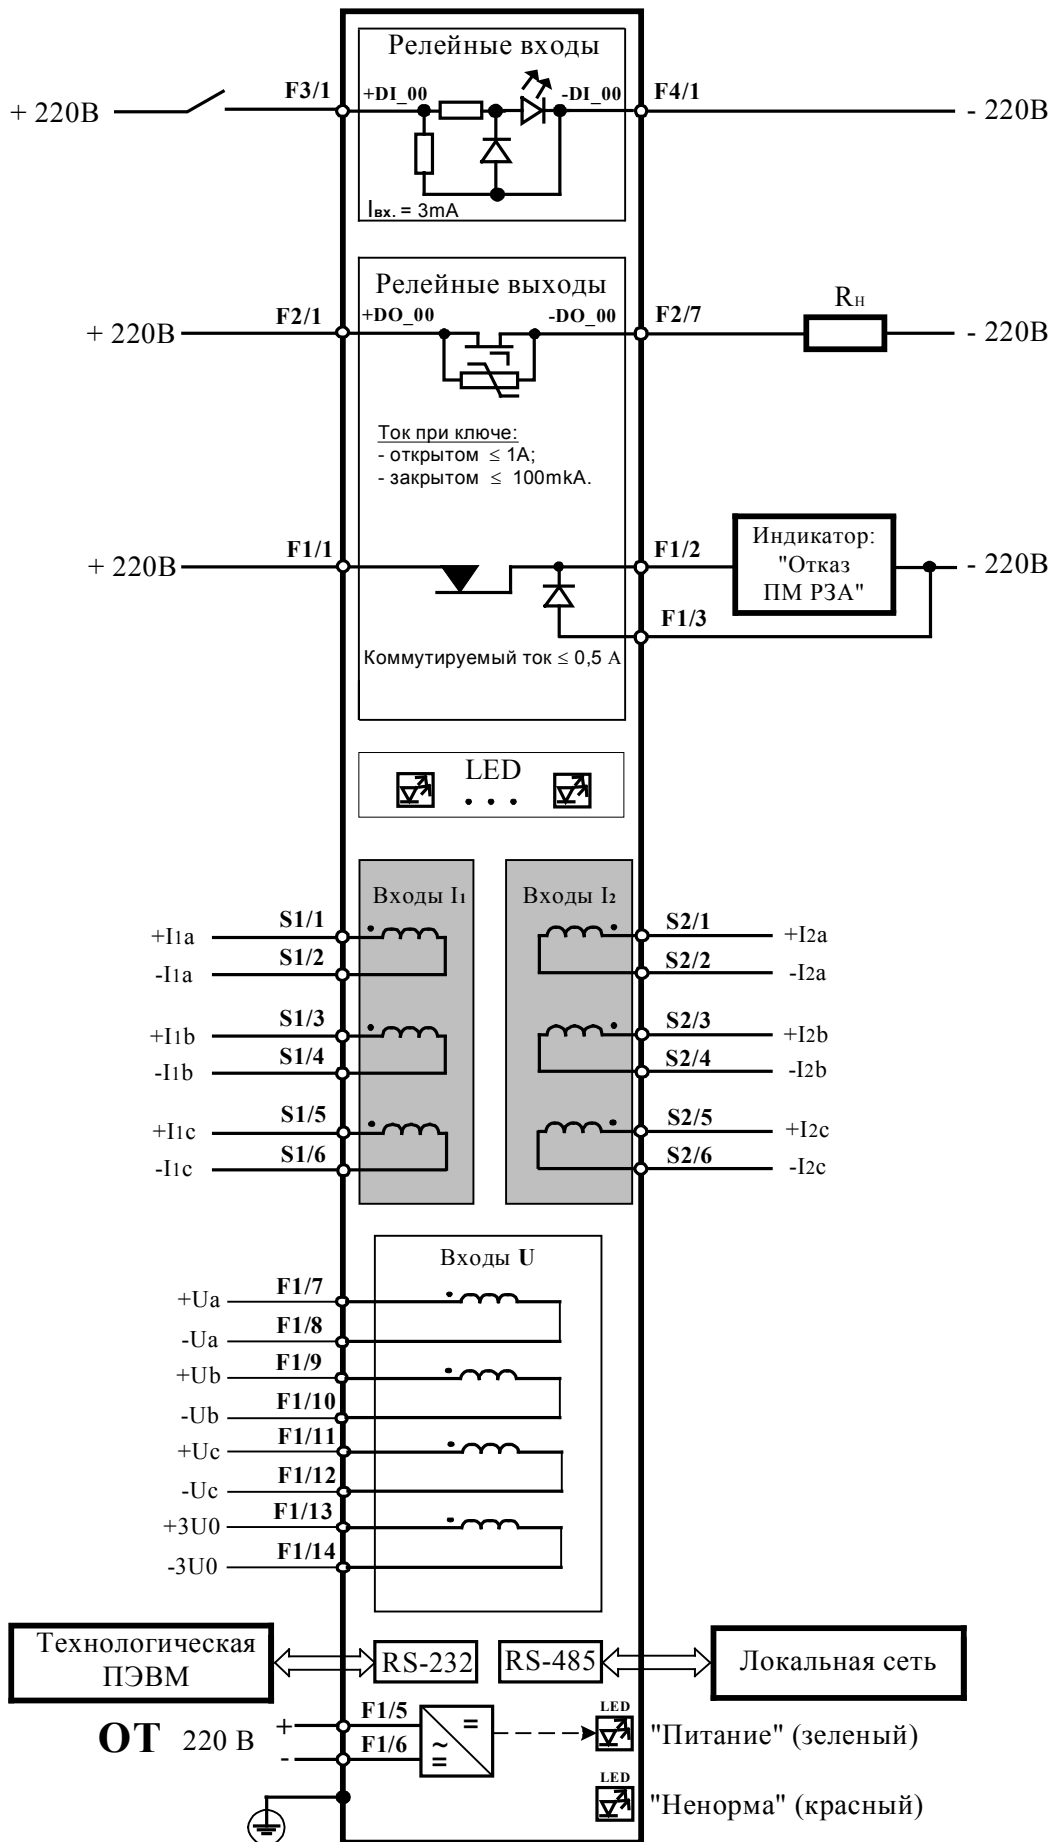 Релейные входы
+ 220В F3/1 +DI_00 -DI_00 F4/1 - 220В
Iвх. = 3mA
Релейные выходы
+ 220В F2/1 +DO_00 -DO_00 F2/7 Rн - 220В
Ток при ключе:
- открытом ≤ 1А;
- закрытом ≤ 100mkA.
+ 220В F1/1 F1/2 - 220В
Индикатор:
"Отказ
ПМ РЗА"
F1/3
Коммутируемый ток ≤ 0,5 А
LED
. . .
Входы I1 Входы I2
+I1a S1/1 S2/1 +I2a
-I1a S1/2 S2/2 -I2a
+I1b S1/3 S2/3 +I2b
-I1b S1/4 S2/4 -I2b
+I1c S1/5 S2/5 +I2c
-I1c S1/6 S2/6 -I2c
Входы U
+Ua F1/7
-Ua F1/8
+Ub F1/9
-Ub F1/10
+Uc F1/11
-Uc F1/12
+3U0 F1/13
-3U0 F1/14
Технологическая
ПЭВМ
RS-232 RS-485
Локальная сеть
ОТ 220 В
+ F1/5
- F1/6
=
~
=
LED
"Питание" (зеленый)
LED
"Ненорма" (красный)